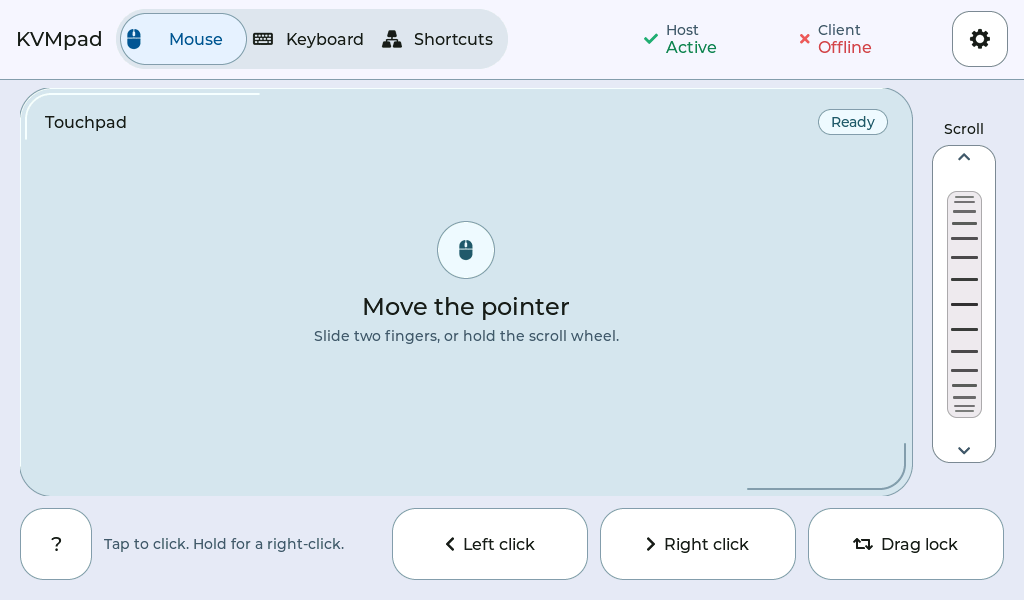 KVMpad
Mouse
Keyboard
Shortcuts
Host
Active
Client
Offline
Touchpad
Ready
Scroll
Move the pointer
Slide two fingers, or hold the scroll wheel.
?
Tap to click. Hold for a right-click.
Left click
Right click
Drag lock